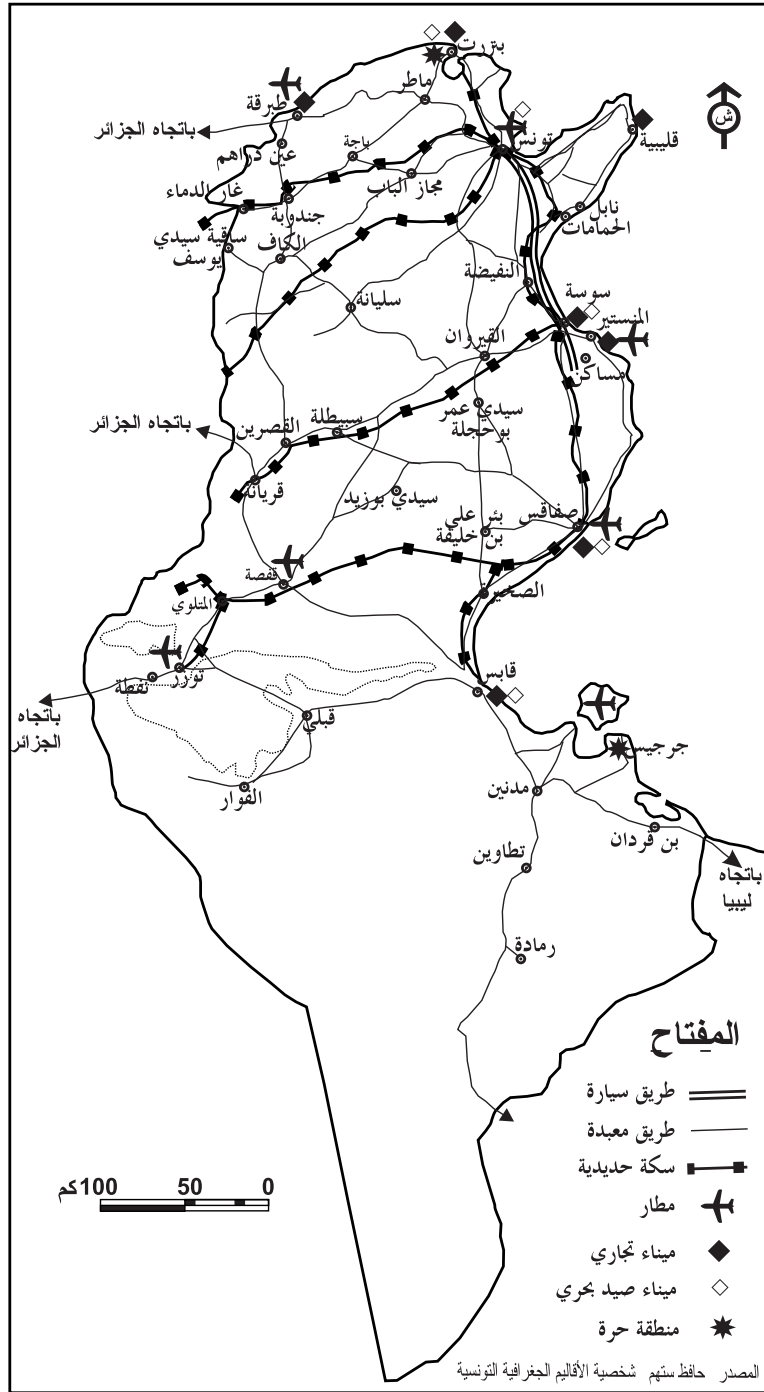 بنزرت
ماطر
طبرقة
باتجاه الجزائر
تونس
قليبية
ش
عين دراهم
باجة
مجاز الباب
غار الدماء
جندوبة
نابل
الحمامات
ساقية سيدي
يوسف
الكاف
النفيضة
سليانة
سوسة
المنستير
القيروان
مساكن
سيدي عمر
بوحجلة
سبيطلة
القصرين
باتجاه الجزائر
قريانة
سيدي بوزيد
بئر علي
بن خليفة
صفاقس
قفصة
الصخيرة
المتلوي
توزر
نفطة
باتجاه
الجزائر
قابس
قبلي
جرجيس
الفوار
مدنين
بن قردان
تطاوين
باتجاه
ليبيا
رمادة
المفتاح
طريق سيارة
طريق معبدة
سكة حديدية
مطار
ميناء تجاري
ميناء صيد بحري
منطقة حرة
0 50 100كم
المصدر حافظ ستهم شخصية الأقاليم الجغرافية التونسية